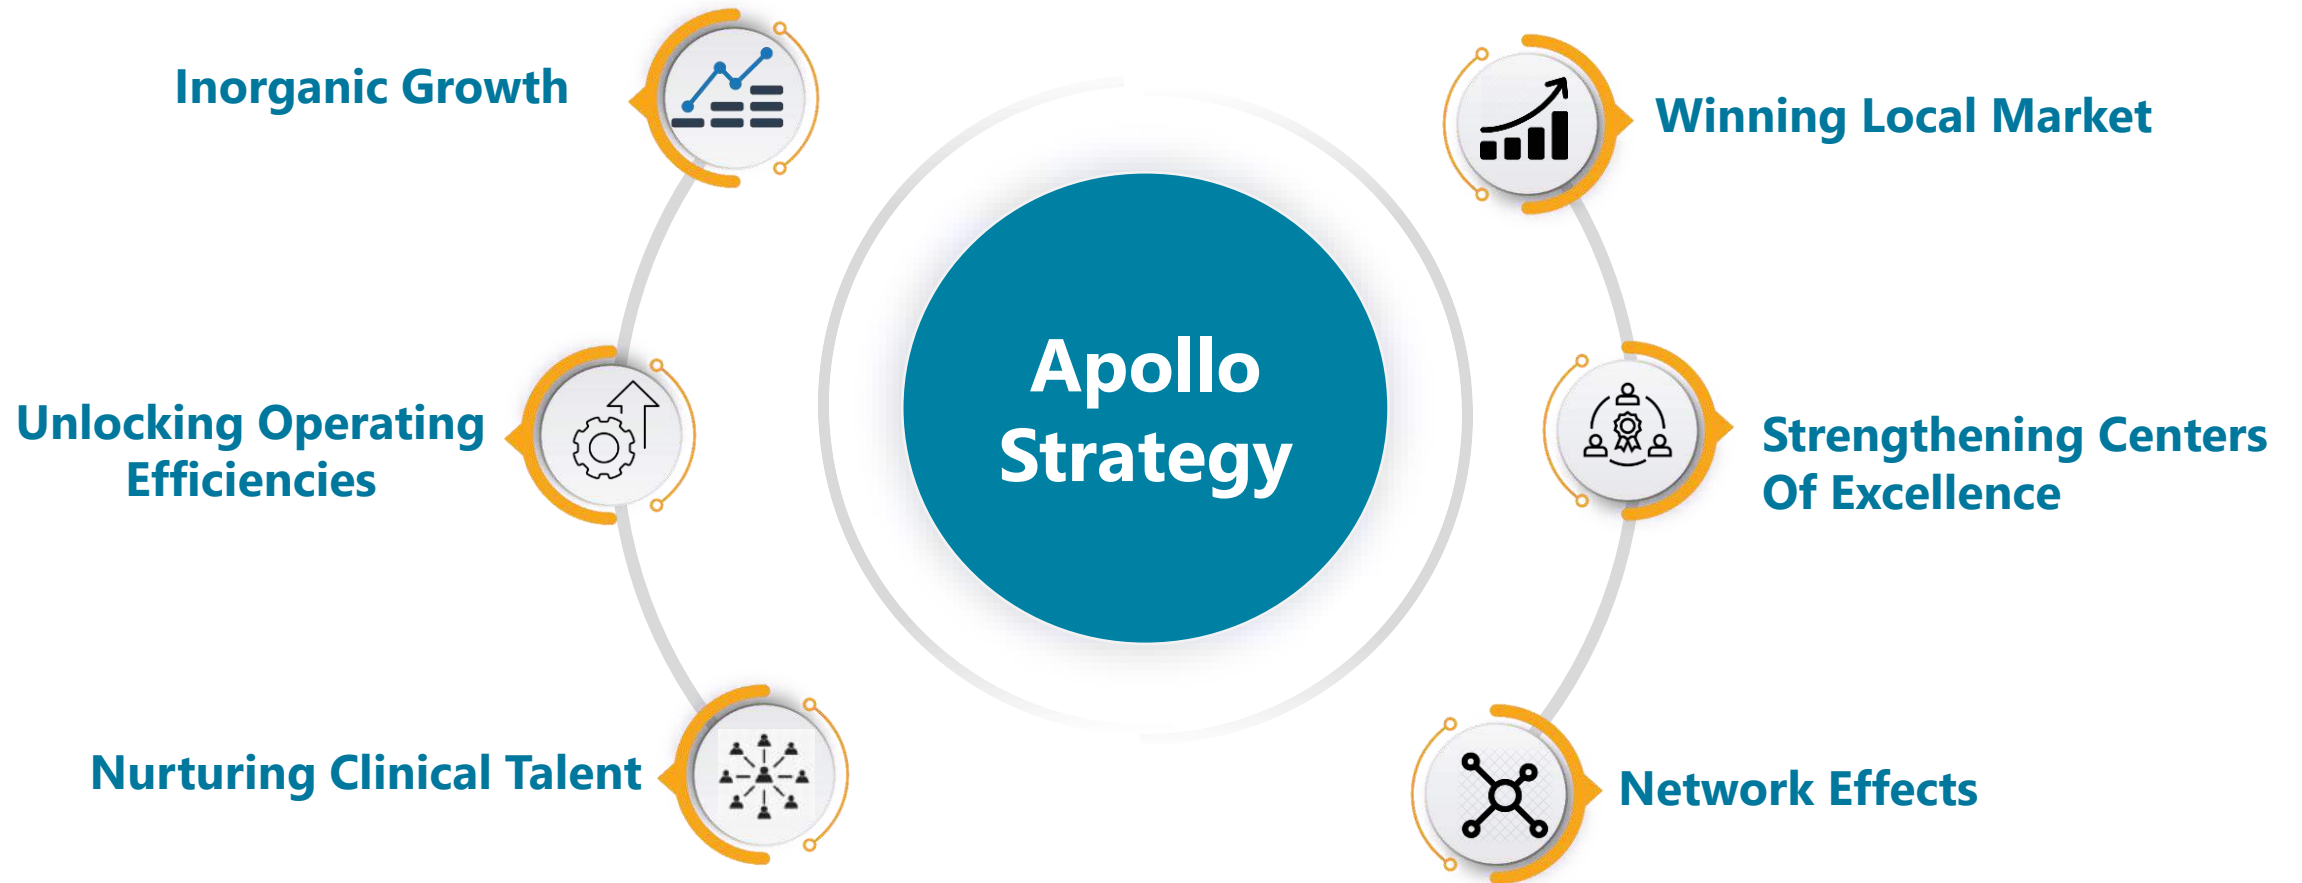 Inorganic Growth
Unlocking Operating
Efficiencies
Nurturing Clinical Talent
Apollo
Strategy
Winning Local Market
Strengthening Centers
Of Excellence
Network Effects